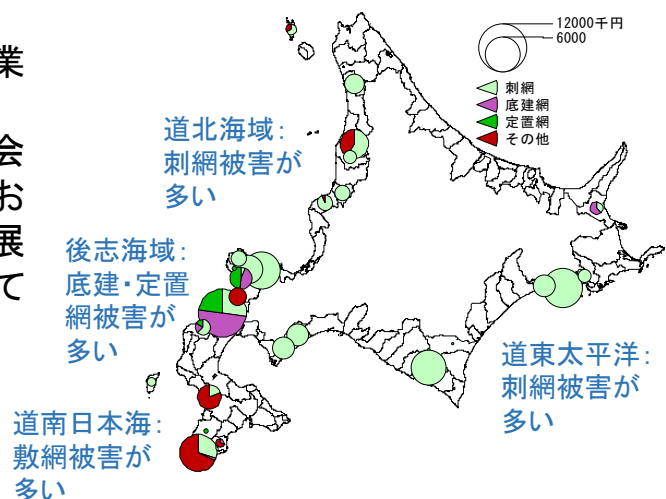 業
会
お
展
て
12000千円
6000
刺網
底建網
定置網
その他
道北海域：
刺網被害が
多い
後志海域：
底建・定置
網被害が
多い
道東太平洋：
刺網被害が
多い
道南日本海：
敷網被害が
多い